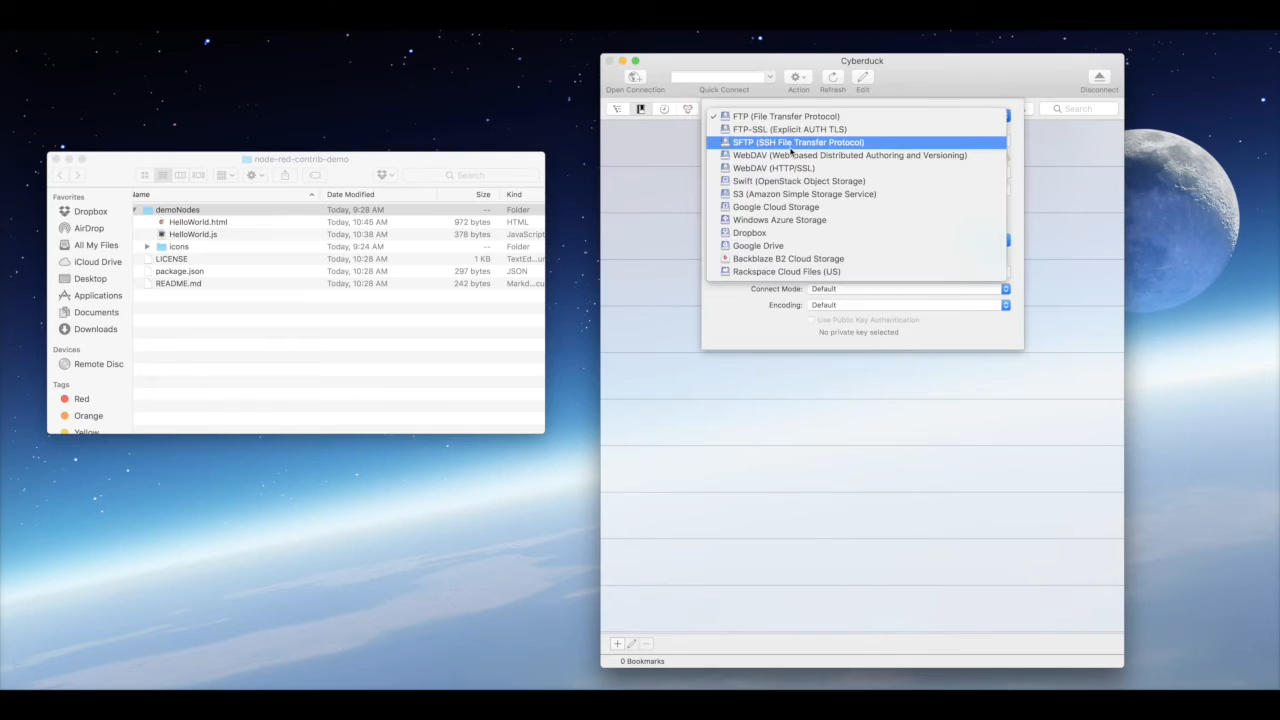 Cyberduck
Open Connection
Quick Connect
Action
Refresh
Edit
Disconnect
Search
FTP (File Transfer Protocol)
FTP-SSL (Explicit AUTH TLS)
SFTP (SSH File Transfer Protocol)
WebDAV (Web-based Distributed Authoring and Versioning)
WebDAV (HTTP/SSL)
Swift (OpenStack Object Storage)
S3 (Amazon Simple Storage Service)
Google Cloud Storage
Windows Azure Storage
Dropbox
Google Drive
Backblaze B2 Cloud Storage
Rackspace Cloud Files (US)
Connect Mode: Default
Encoding: Default
Use Public Key Authentication
No private key selected
0 Bookmarks
node-red-contrib-demo
Search
Favorites
Dropbox
AirDrop
All My Files
iCloud Drive
Desktop
Applications
Documents
Downloads
Devices
Remote Disc
Tags
Red
Orange
Yellow
Name Date Modified Size Kind
demoNodes Today, 9:28 AM -- Folder
HelloWorld.html Today, 10:45 AM 972 bytes HTML
HelloWorld.js Today, 10:38 AM 378 bytes JavaScript
icons Today, 9:24 AM -- Folder
LICENSE Today, 9:28 AM 1 KB TextEd...u
package.json Today, 10:28 AM 297 bytes JSON
README.md Today, 9:28 AM 242 bytes Markd...c